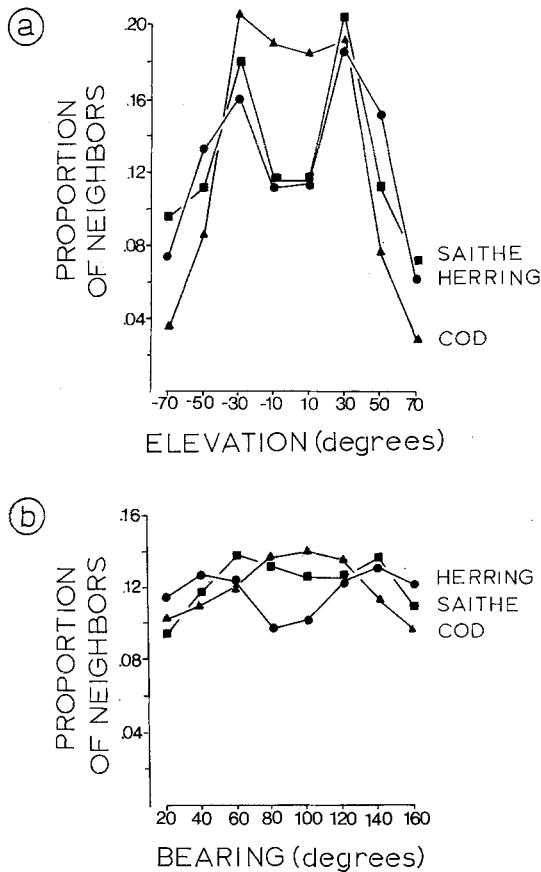 a
PROPORTION
OF NEIGHBORS
.20
.16
.12
.08
.04
SAITHE
HERRING
COD
-70 -50 -30 -10 10 30 50 70
ELEVATION (degrees)
b
PROPORTION
OF NEIGHBORS
.16
.12
.08
.04
HERRING
SAITHE
COD
20 40 60 80 100 120 140 160
BEARING (degrees)